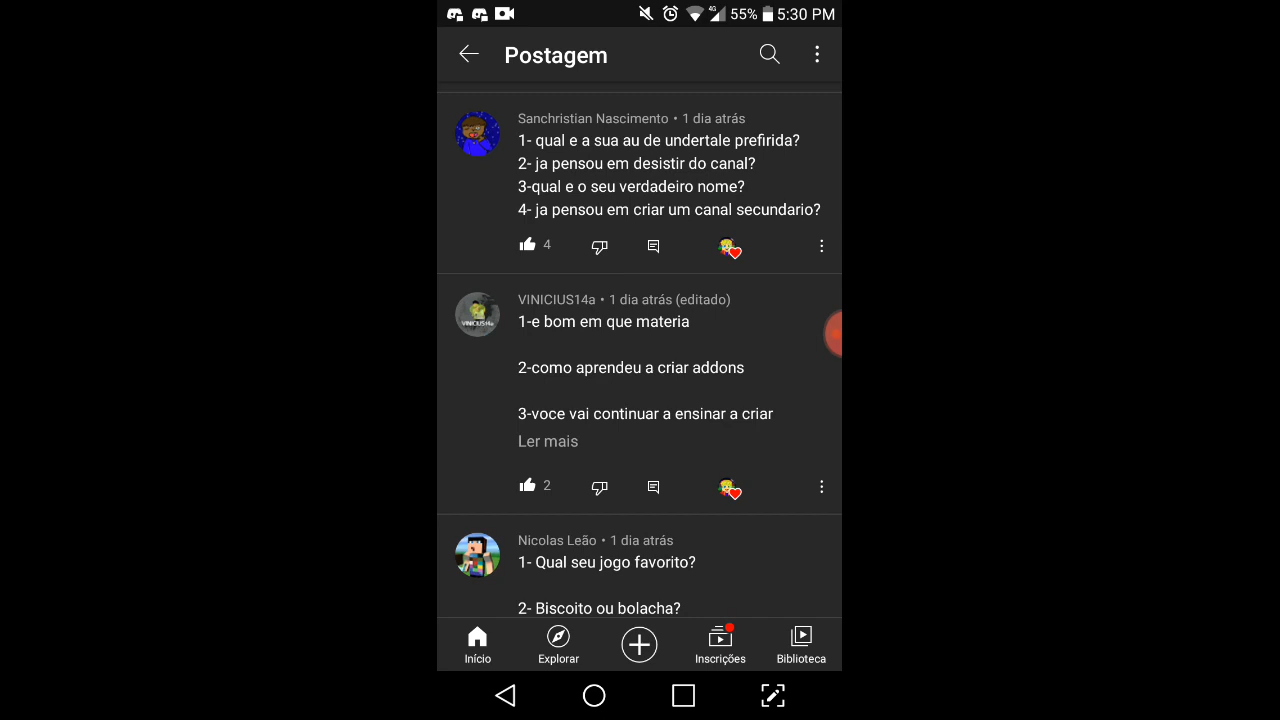 4G 55% 5:30 PM
Postagem
Sanchristian Nascimento • 1 dia atrás
1- qual e a sua au de undertale prefirida?
2- ja pensou em desistir do canal?
3-qual e o seu verdadeiro nome?
4- ja pensou em criar um canal secundario?
4
VINICIUS14a • 1 dia atrás (editado)
VINICIUS14a
1-e bom em que materia
2-como aprendeu a criar addons
3-voce vai continuar a ensinar a criar
Ler mais
2
Nicolas Leão • 1 dia atrás
1- Qual seu jogo favorito?
2- Biscoito ou bolacha?
Início Explorar Inscrições Biblioteca